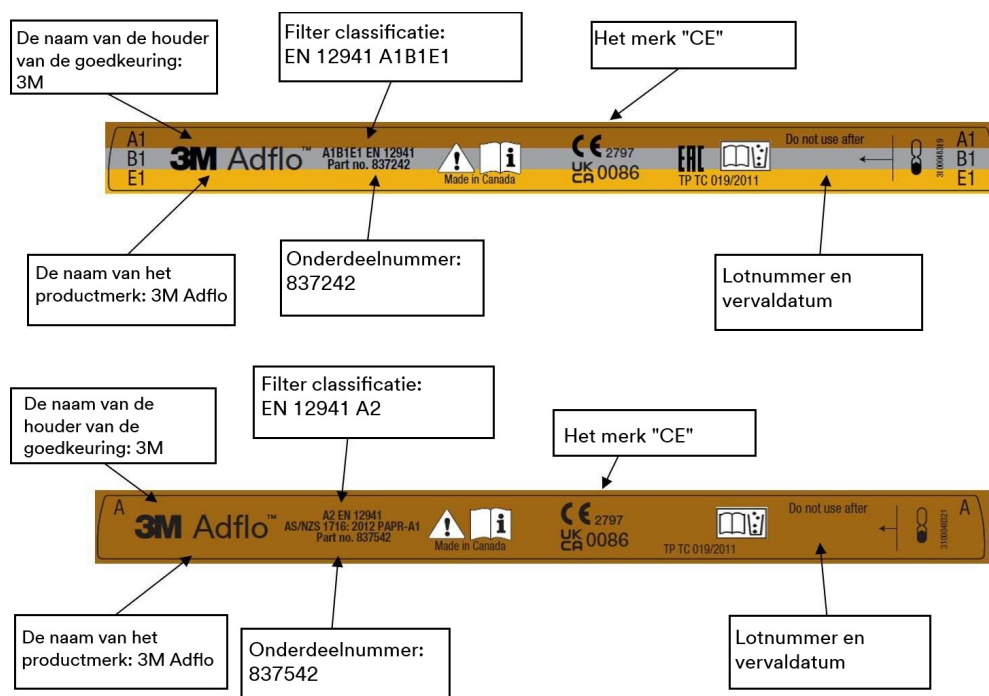 De naam van de houder
van de goedkeuring:
3M
Filter classificatie:
EN 12941 A1B1E1
Het merk "CE"
A1
B1
E1
3M Adflo™
A1B1E1 EN 12941
Part no. 837242
Made in Canada
CE 2797
UK CA 0086
EAC
TP TC 019/2011
Do not use after
3100048319
A1
B1
E1
De naam van het
productmerk: 3M Adflo
Onderdeelnummer:
837242
Lotnummer en
vervaldatum
De naam van de
houder van de
goedkeuring: 3M
Filter classificatie:
EN 12941 A2
Het merk "CE"
A
3M Adflo™
A2 EN 12941
AS/NZS 1716: 2012 PAPR-A1
Part no. 837542
Made in Canada
CE 2797
UK CA 0086
TP TC 019/2011
Do not use after
3100048321
A
De naam van het
productmerk: 3M Adflo
Onderdeelnummer:
837542
Lotnummer en
vervaldatum